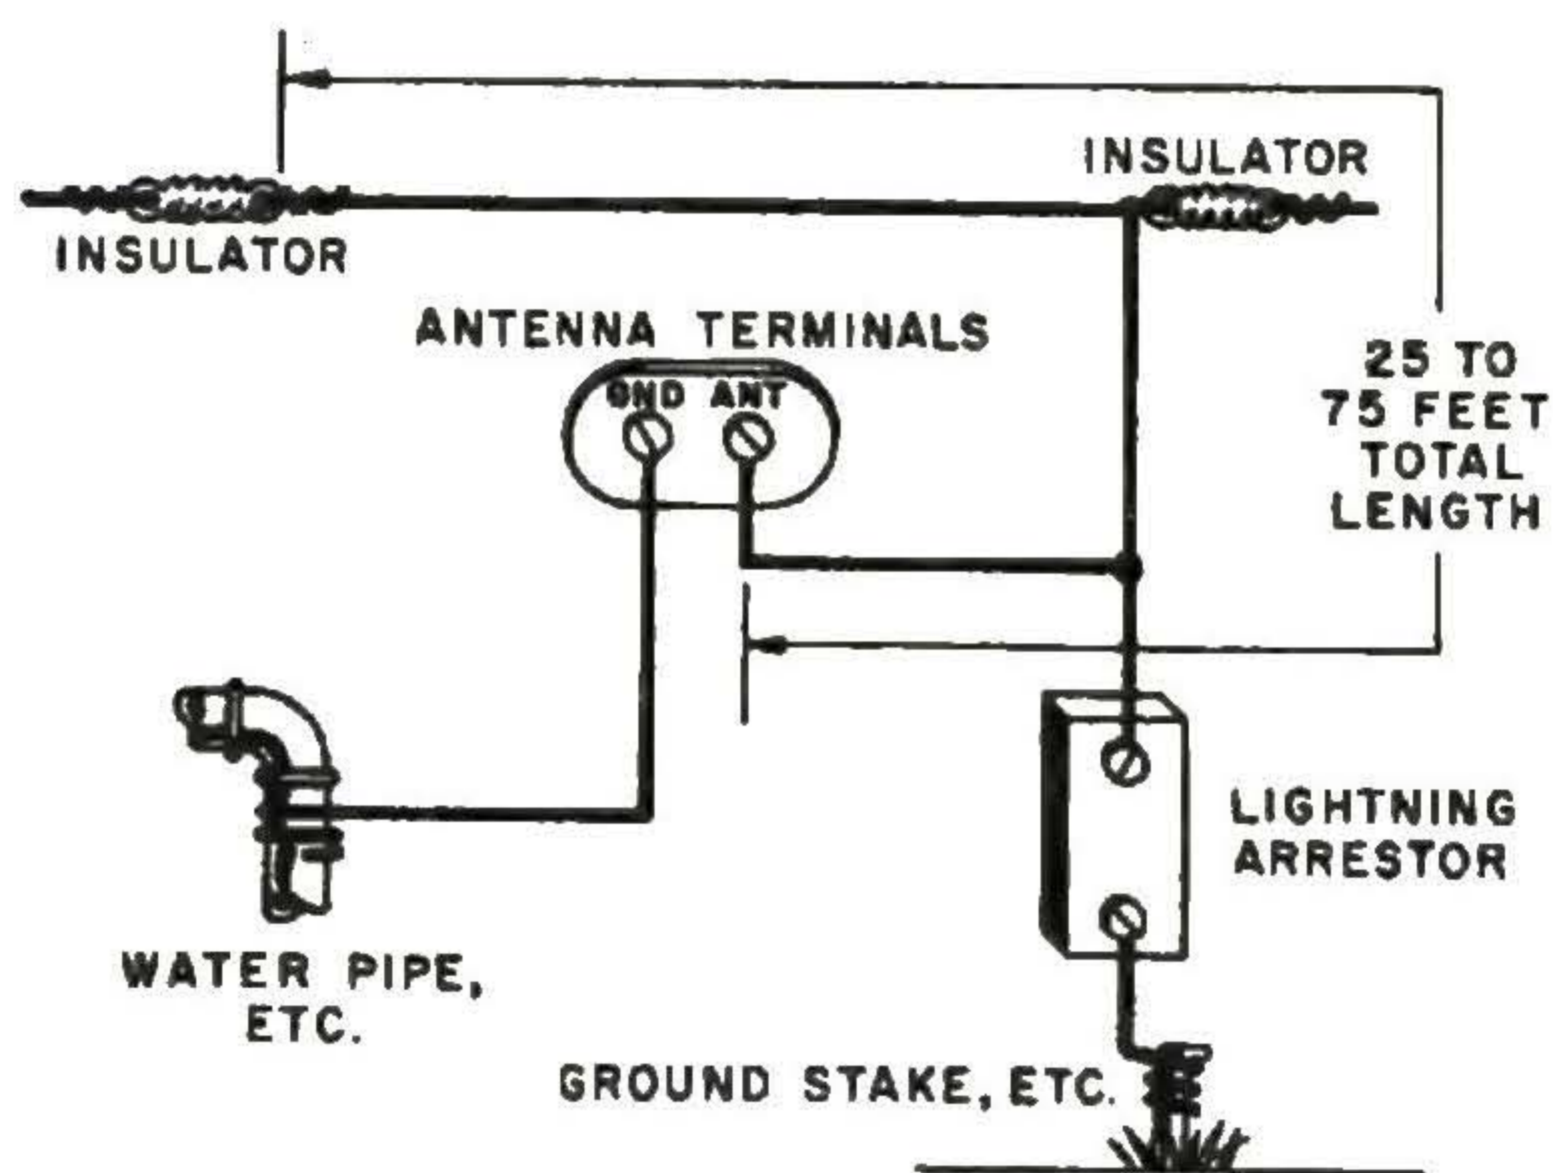 INSULATOR
INSULATOR
ANTENNA TERMINALS
GND ANT
25 TO
75 FEET
TOTAL
LENGTH
LIGHTNING
ARRESTOR
WATER PIPE,
ETC.
GROUND STAKE, ETC.